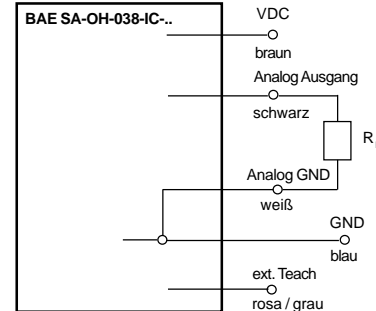 BAE SA-OH-038-IC-..
VDC
braun
Analog Ausgang
schwarz
R
Analog GND
weiß
GND
blau
ext. Teach
rosa / grau